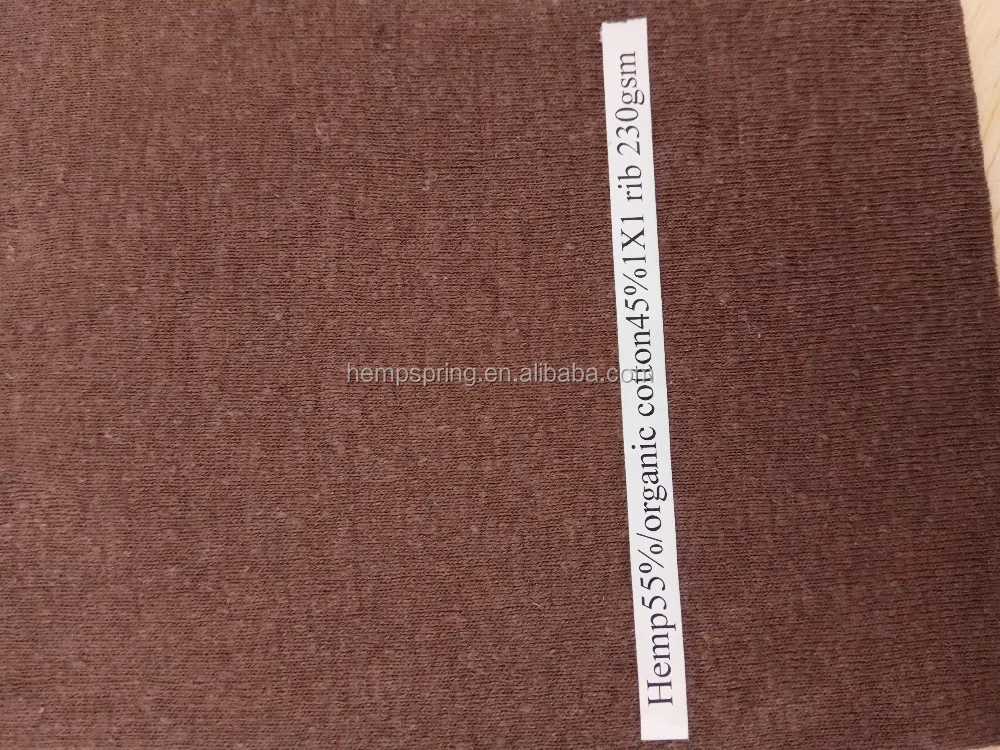 Hemp55%/organic cotton45%1X1 rib 230gsm
hempspring.en.alibaba.com